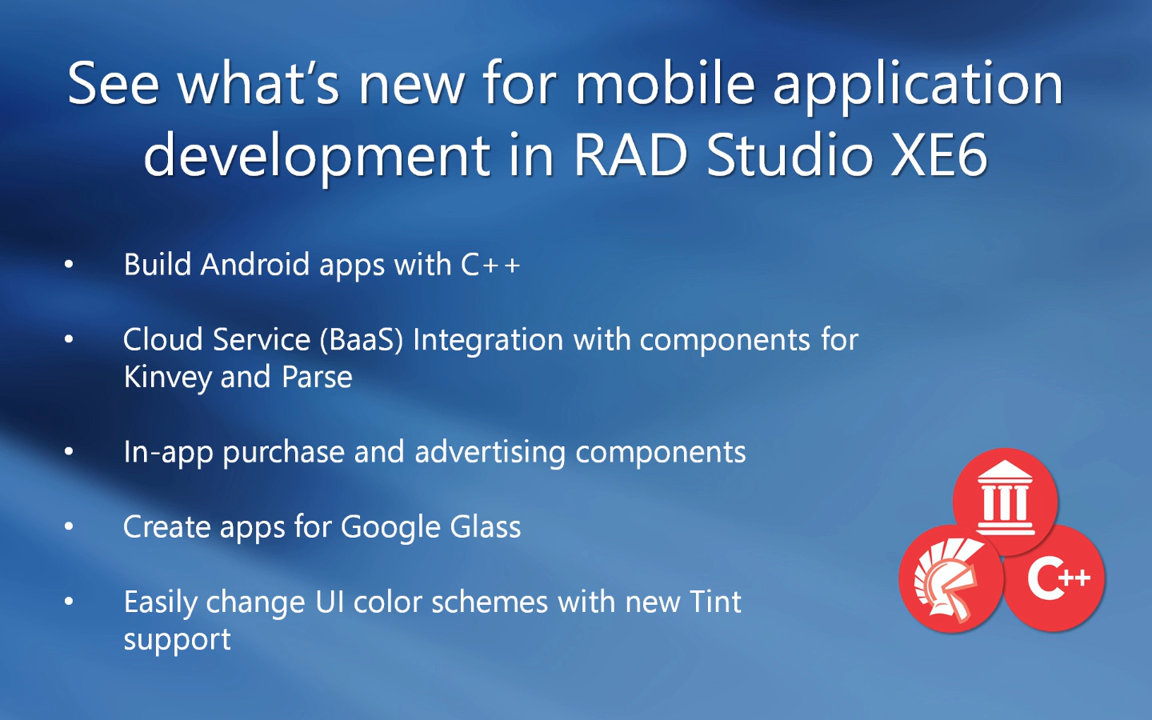 See what’s new for mobile application
development in RAD Studio XE6
• Build Android apps with C++
• Cloud Service (BaaS) Integration with components for
Kinvey and Parse
• In-app purchase and advertising components
• Create apps for Google Glass
• Easily change UI color schemes with new Tint
support
C++